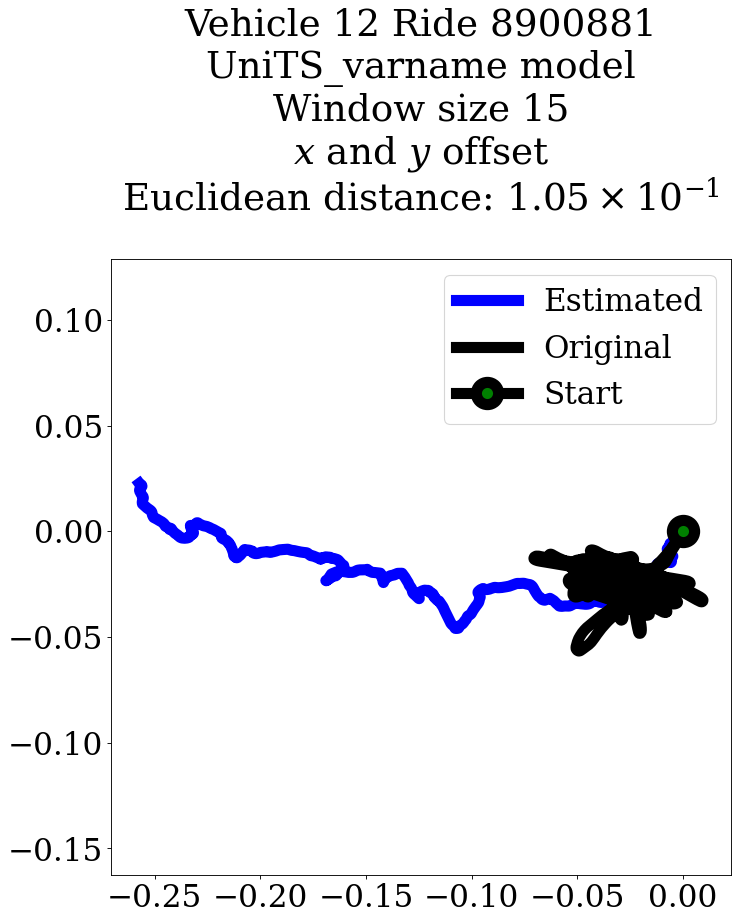 Vehicle 12 Ride 8900881
UniTS_varname model
Window size 15
x and y offset
Euclidean distance: 1.05 × 10⁻¹
Estimated
Original
Start
0.10
0.05
0.00
−0.05
−0.10
−0.15
−0.25 −0.20 −0.15 −0.10 −0.05 0.00